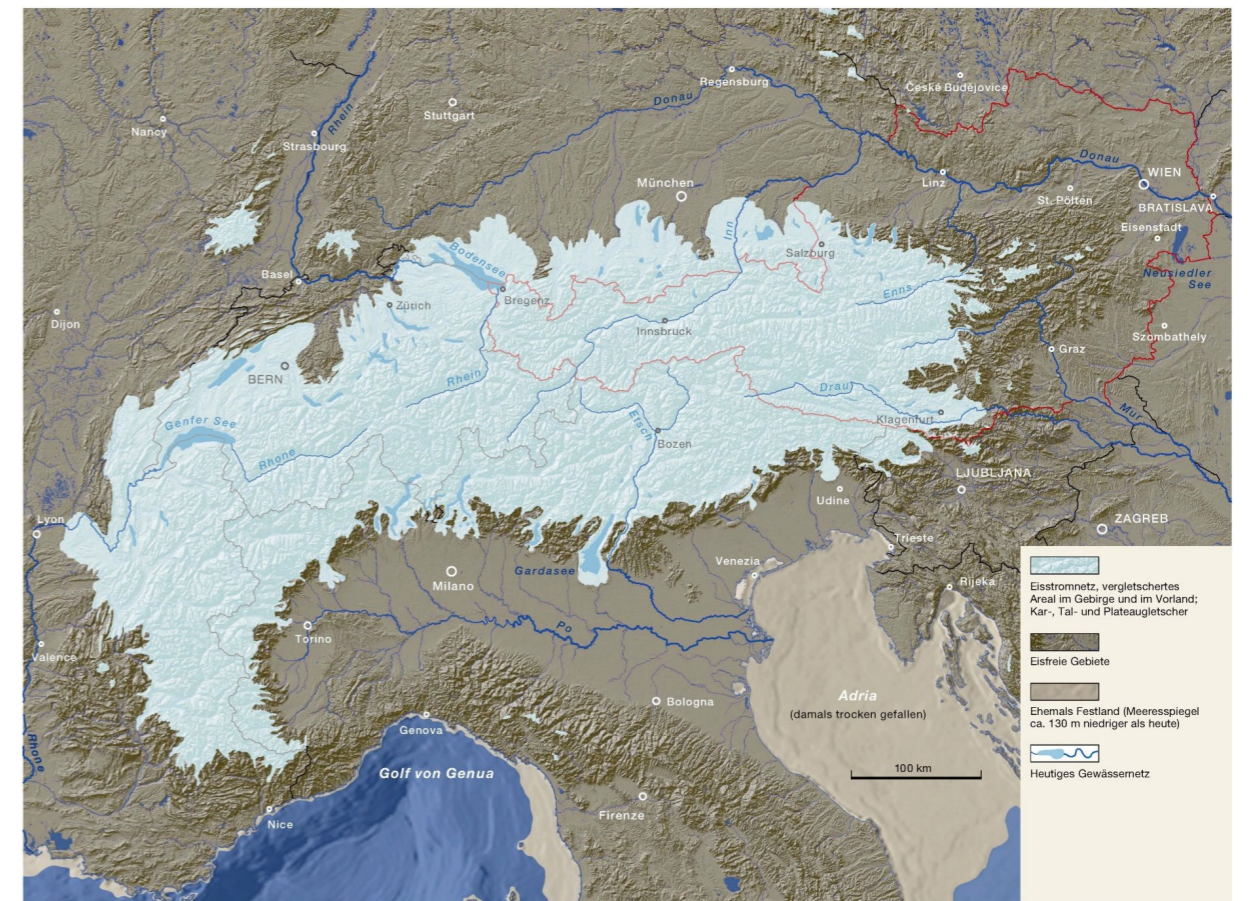 Regensburg
České Budějovice
Donau
Stuttgart
Nancy
Rhein
Strasbourg
Donau
WIEN
Linz
München
St. Pölten
BRATISLAVA
Inn
Eisenstadt
Salzburg
Bodensee
Basel
Neusiedler
See
Enns
Bregenz
Zürich
Dijon
Innsbruck
Szombathely
Graz
BERN
Rhein
Drau
Mur
Etsch
Klagenfurt
Genfer See
Bozen
Rhone
LJUBLJANA
Udine
Lyon
ZAGREB
Trieste
Venezia
Gardasee
Milano
Rijeka
Po
Torino
Valence
Adria
(damals trocken gefallen)
Bologna
Genova
Rhone
Golf von Genua
100 km
Firenze
Nice
Eisstromnetz, vergletschertes
Areal im Gebirge und im Vorland;
Kar-, Tal- und Plateaugletscher
Eisfreie Gebiete
Ehemals Festland (Meeresspiegel
ca. 130 m niedriger als heute)
Heutiges Gewässernetz